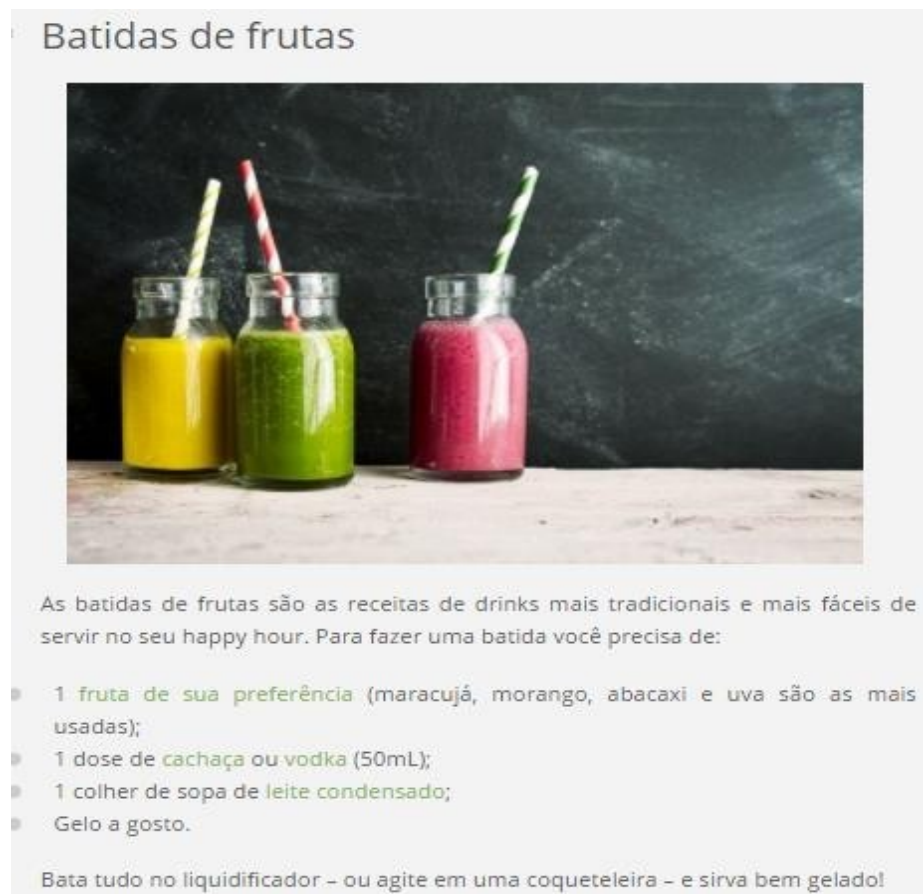 Batidas de frutas
As batidas de frutas são as receitas de drinks mais tradicionais e mais fáceis de
servir no seu happy hour. Para fazer uma batida você precisa de:
1 fruta de sua preferência (maracujá, morango, abacaxi e uva são as mais
usadas);
1 dose de cachaça ou vodka (50mL);
1 colher de sopa de leite condensado;
Gelo a gosto.
Bata tudo no liquidificador – ou agite em uma coqueteleira – e sirva bem gelado!